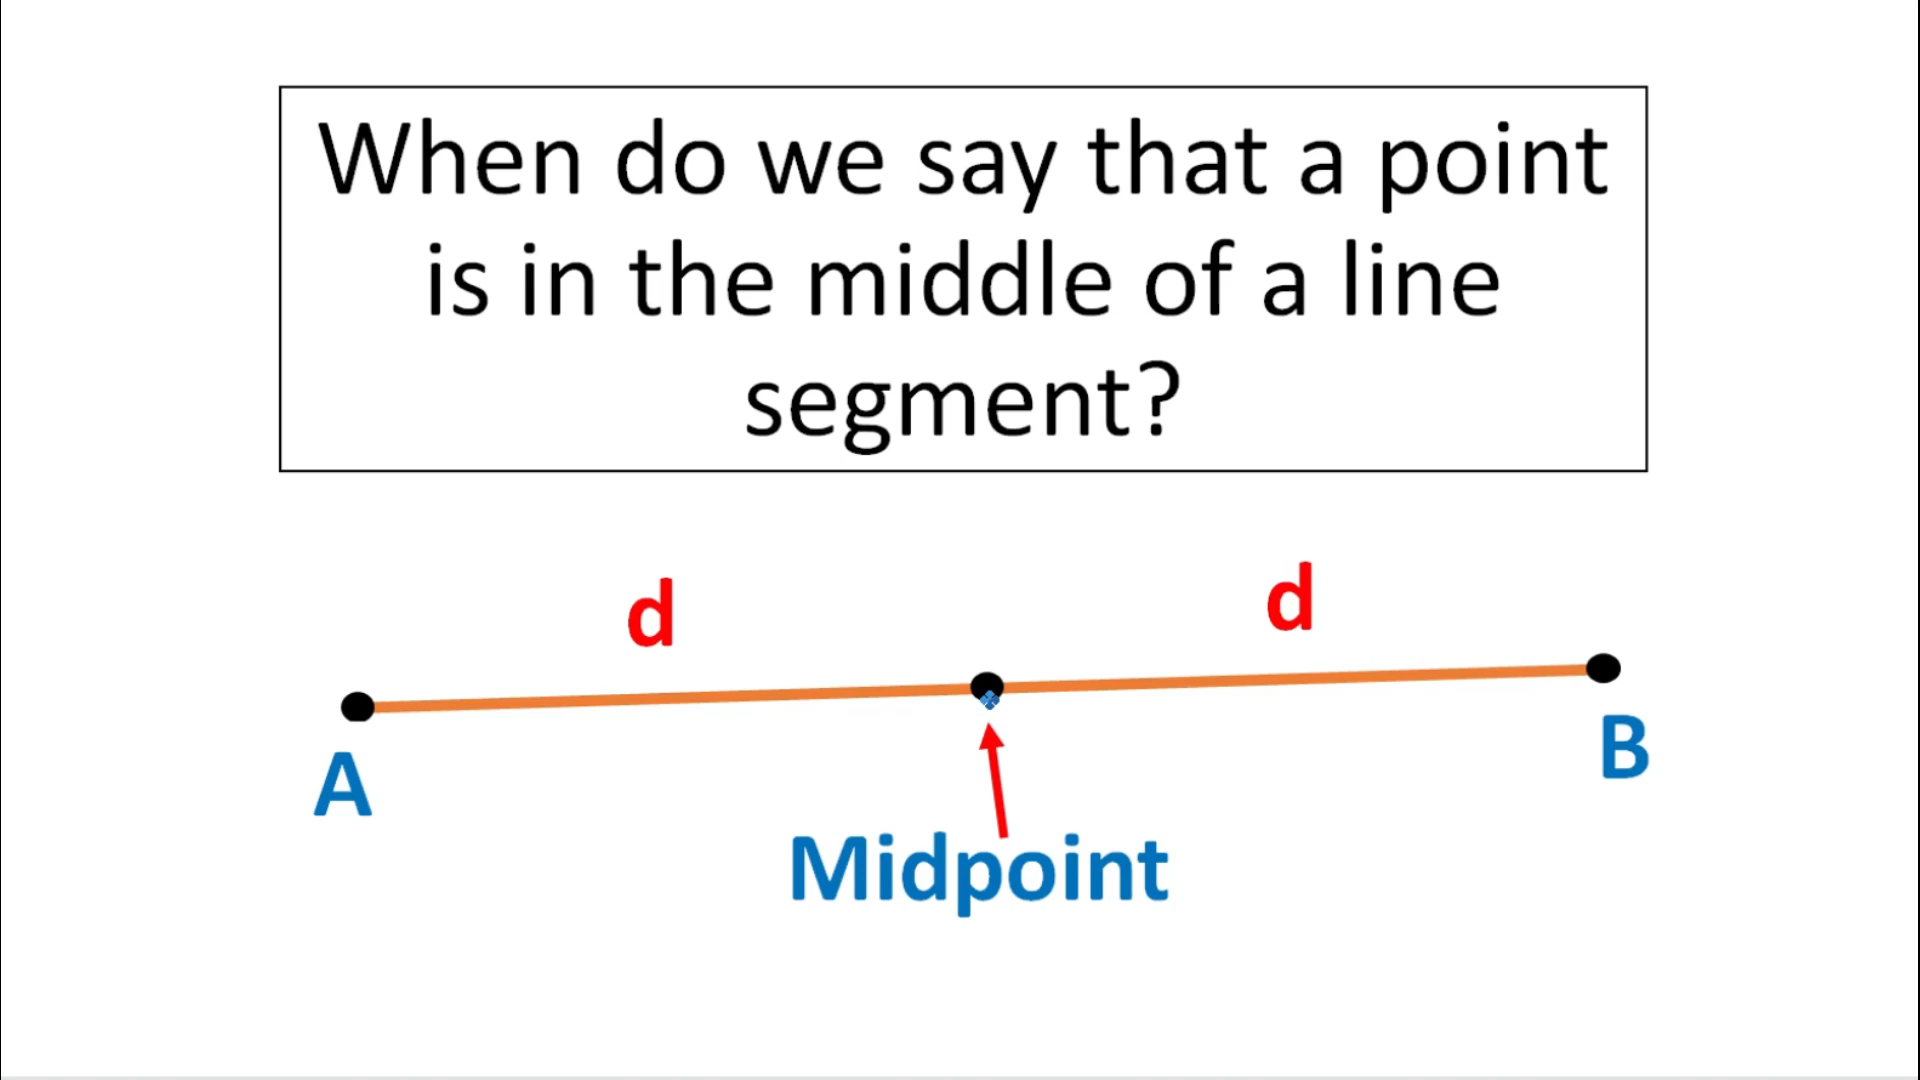 When do we say that a point
is in the middle of a line
segment?
d
d
A
B
Midpoint